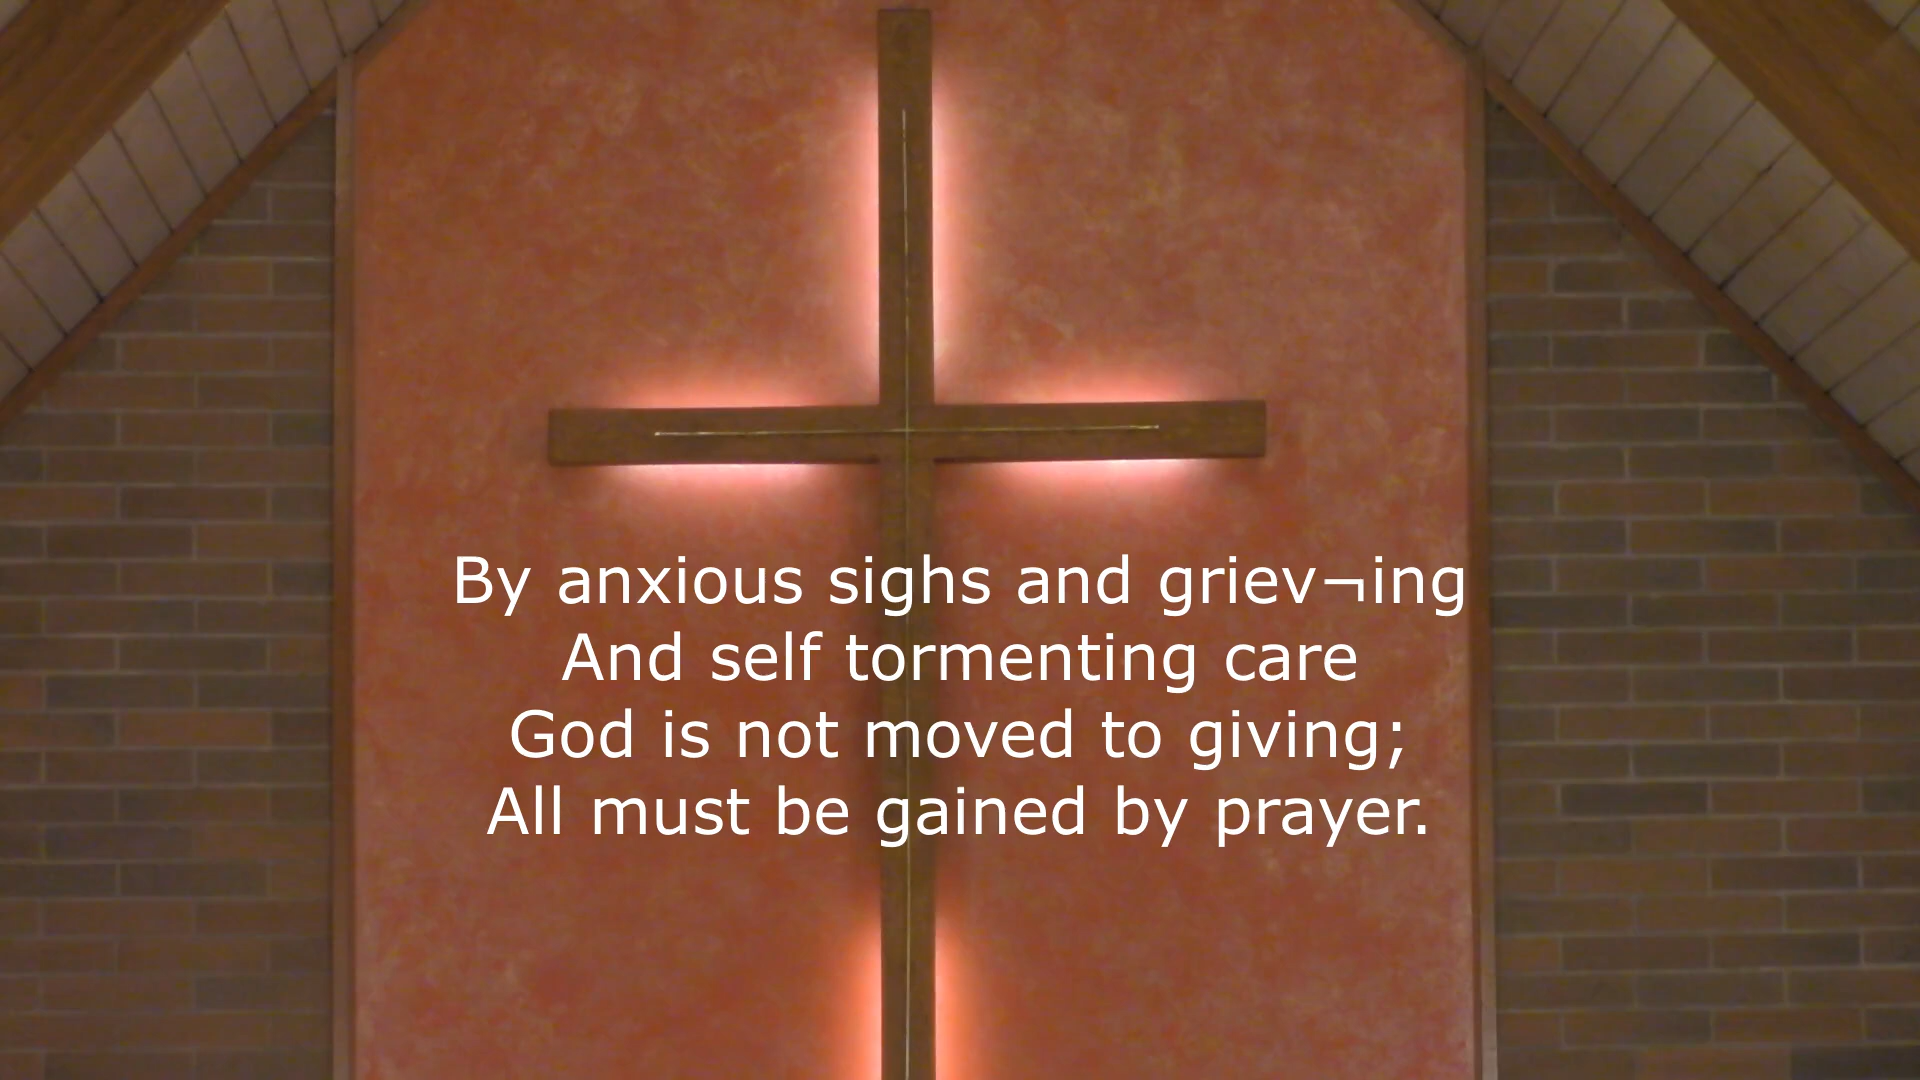 By anxious sighs and griev¬ing
And self tormenting care
God is not moved to giving;
All must be gained by prayer.